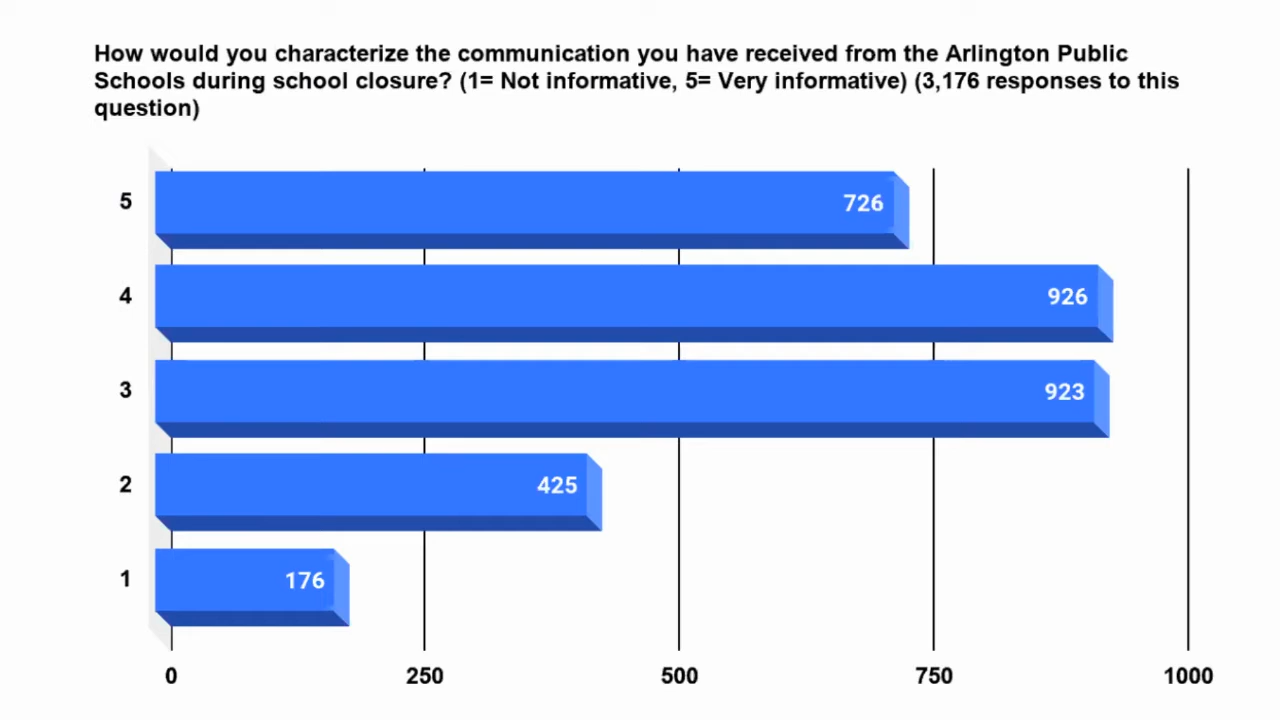 How would you characterize the communication you have received from the Arlington Public
Schools during school closure? (1= Not informative, 5= Very informative) (3,176 responses to this
question)
5
726
4
926
3
923
2
425
1
176
0 250 500 750 1000